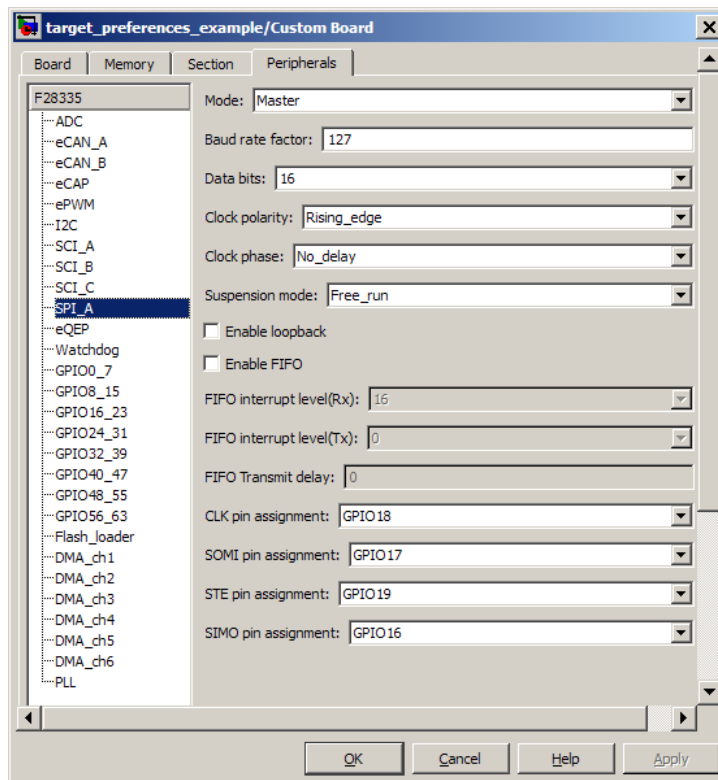 target_preferences_example/Custom Board
Board Memory Section Peripherals
F28335
ADC
eCAN_A
eCAN_B
eCAP
ePWM
I2C
SCI_A
SCI_B
SCI_C
SPI_A
eQEP
Watchdog
GPIO0_7
GPIO8_15
GPIO16_23
GPIO24_31
GPIO32_39
GPIO40_47
GPIO48_55
GPIO56_63
Flash_loader
DMA_ch1
DMA_ch2
DMA_ch3
DMA_ch4
DMA_ch5
DMA_ch6
PLL
Mode: Master
Baud rate factor: 127
Data bits: 16
Clock polarity: Rising_edge
Clock phase: No_delay
Suspension mode: Free_run
Enable loopback
Enable FIFO
FIFO interrupt level(Rx): 16
FIFO interrupt level(Tx): 0
FIFO Transmit delay: 0
CLK pin assignment: GPIO18
SOMI pin assignment: GPIO17
STE pin assignment: GPIO19
SIMO pin assignment: GPIO16
OK Cancel Help Apply